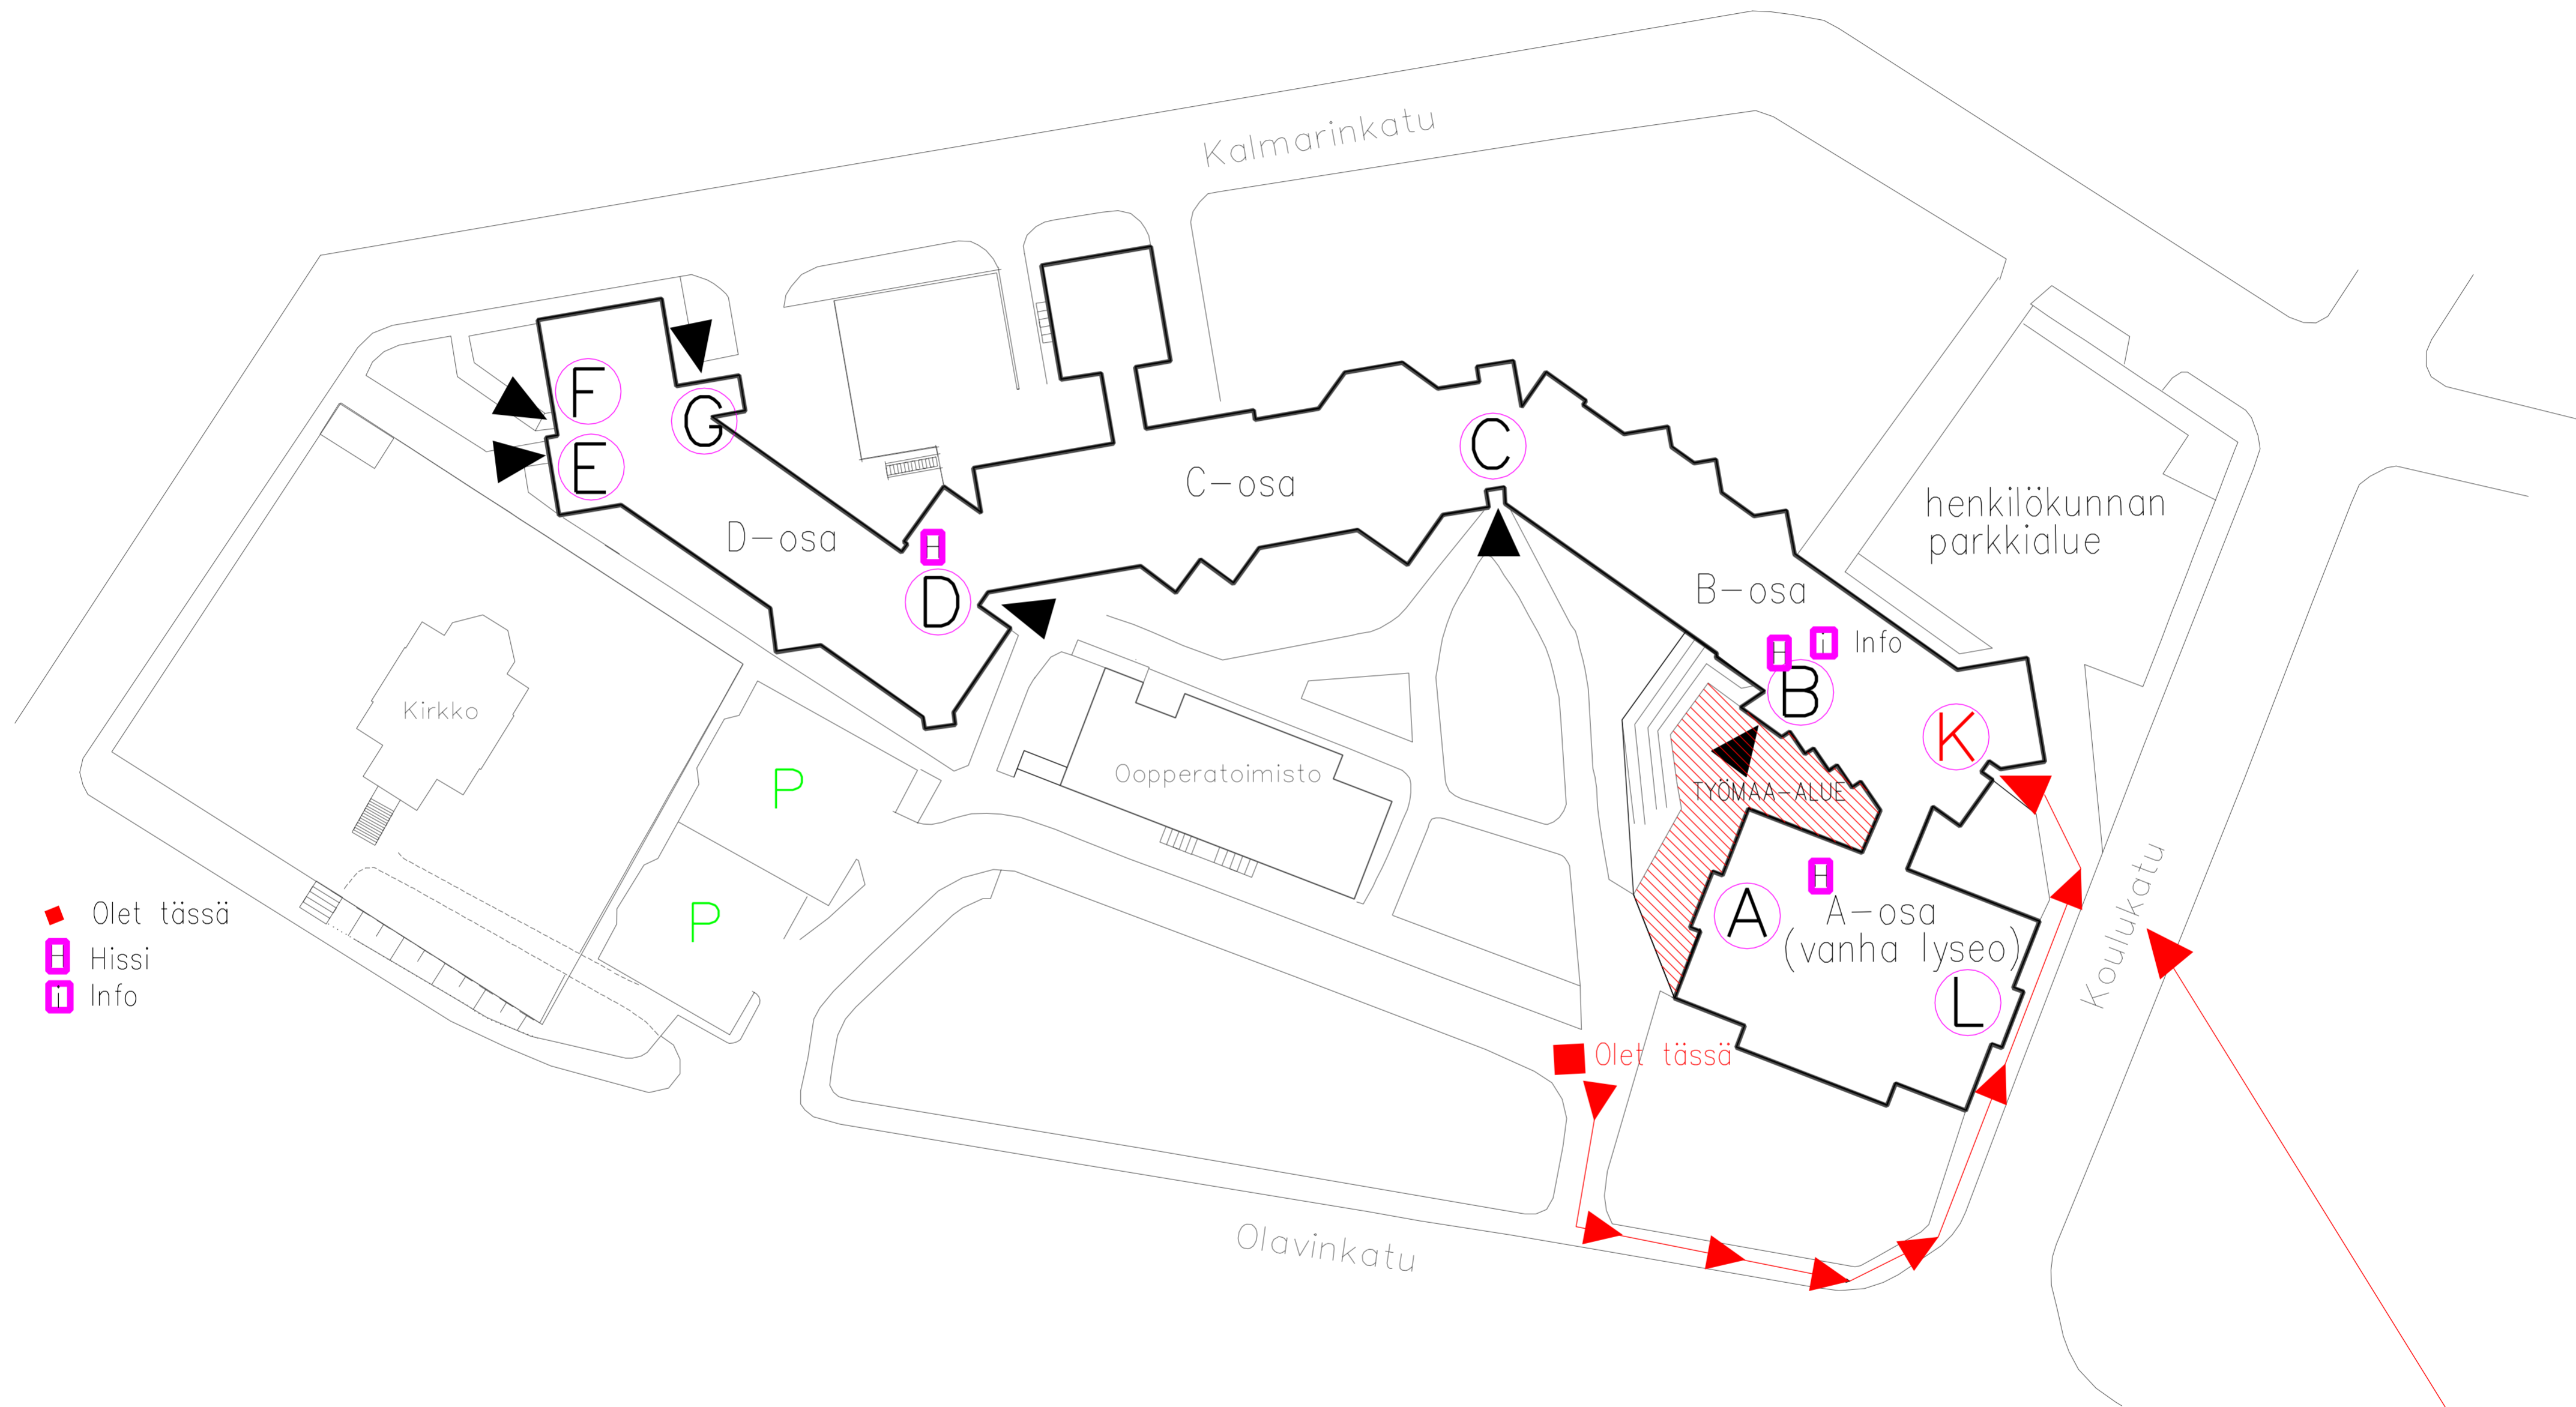 Kalmarinkatu
F
G
E
C
C-osa
D-osa
H
D
henkilökunnan
parkkialue
B-osa
H
i
Info
B
K
Kirkko
P
Oopperatoimisto
TYÖMAA-ALUE
H
A
A-osa
(vanha lyseo)
L
Koulukatu
P
Olet tässä
H
Hissi
i
Info
Olet tässä
Olavinkatu